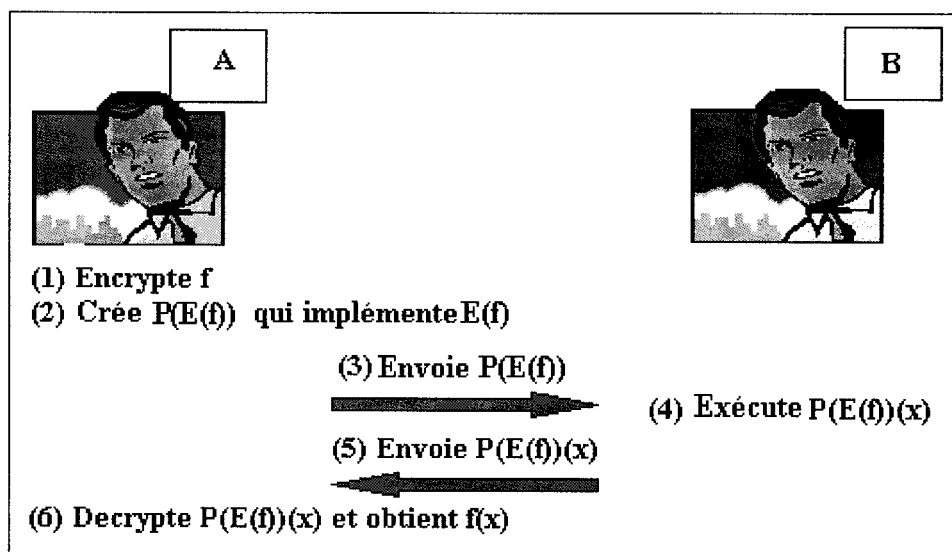 A
B
(1) Encrypte f
(2) Crée P(E(f)) qui implémente E(f)
(3) Envoie P(E(f))
(4) Exécute P(E(f))(x)
(5) Envoie P(E(f))(x)
(6) Decrypte P(E(f))(x) et obtient f(x)